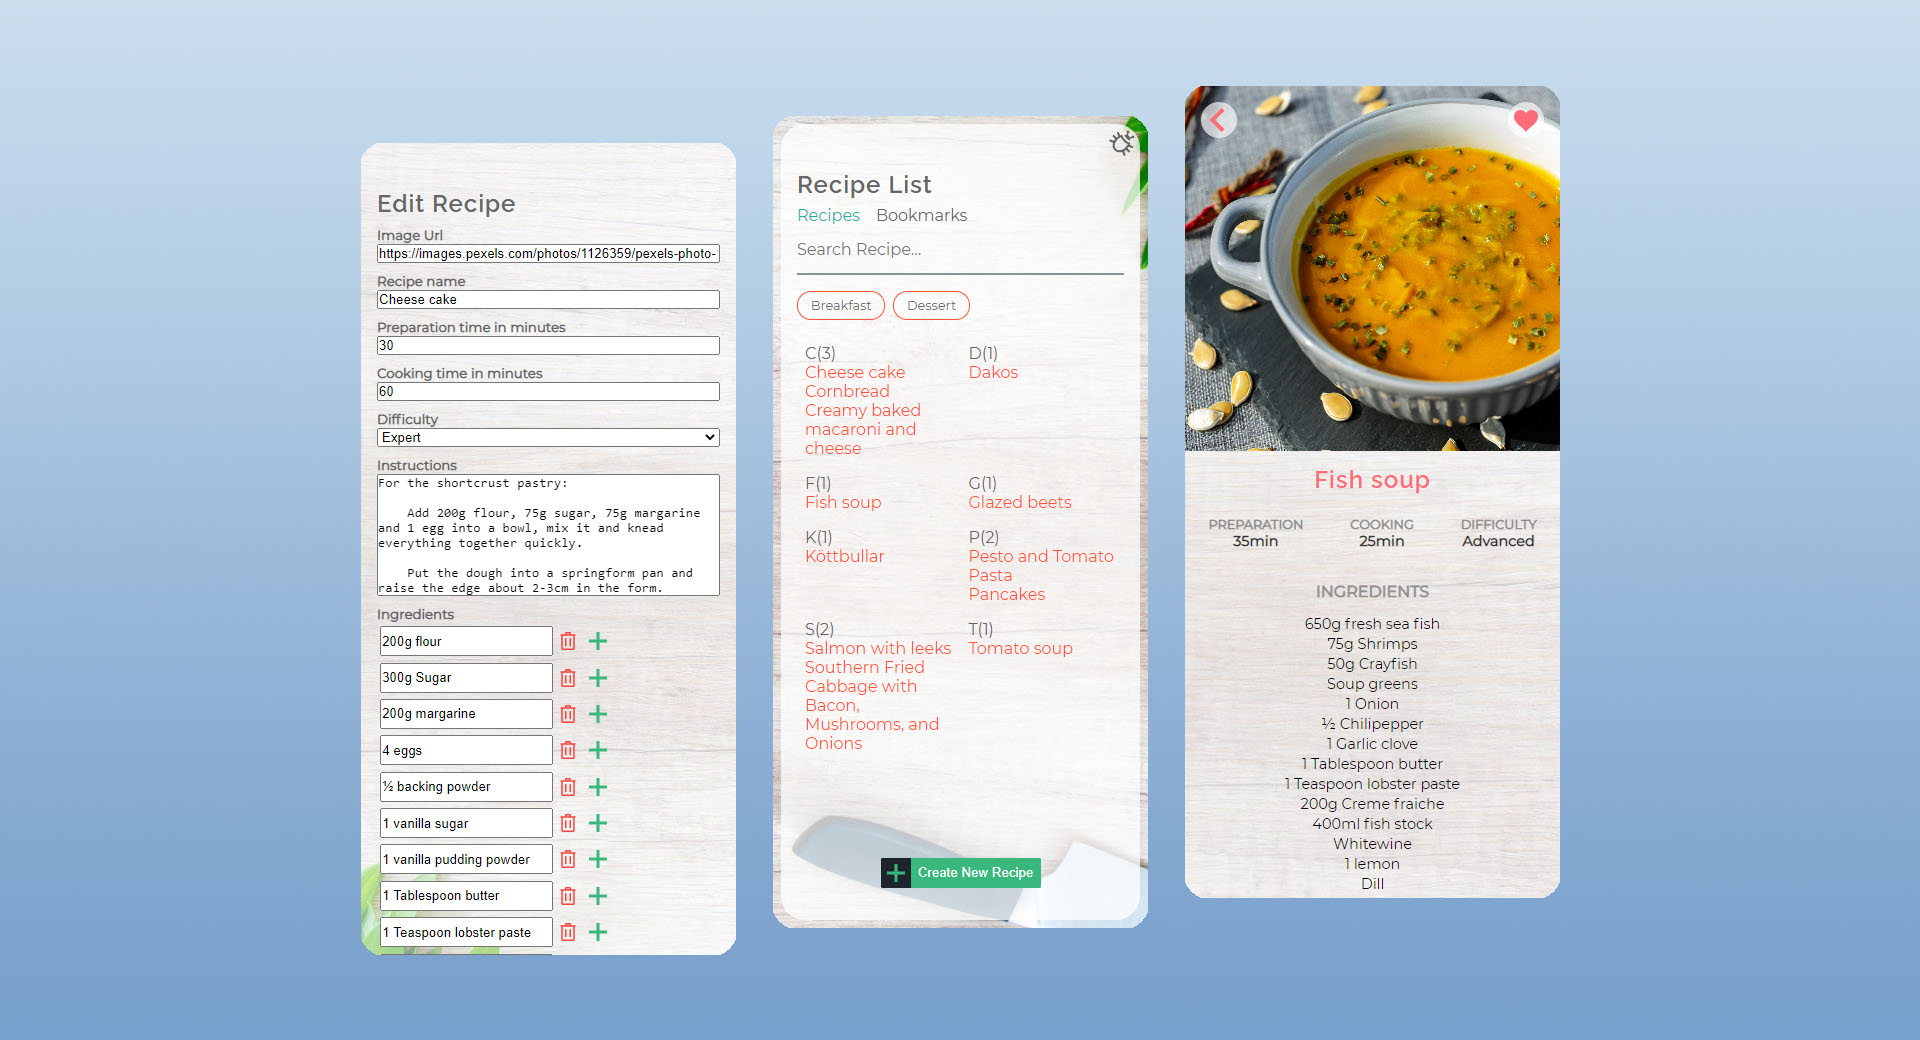 Edit Recipe
Image Url
https://images.pexels.com/photos/1126359/pexels-photo-
Recipe name
Cheese cake
Preparation time in minutes
30
Cooking time in minutes
60
Difficulty
Expert
Instructions
For the shortcrust pastry:
Add 200g flour, 75g sugar, 75g margarine
and 1 egg into a bowl, mix it and knead
everything together quickly.
Put the dough into a springform pan and
raise the edge about 2-3cm in the form.
Ingredients
200g flour
300g Sugar
200g margarine
4 eggs
½ backing powder
1 vanilla sugar
1 vanilla pudding powder
1 Tablespoon butter
1 Teaspoon lobster paste
Recipe List
Recipes Bookmarks
Search Recipe...
Breakfast Dessert
C(3)
Cheese cake
Cornbread
Creamy baked
macaroni and
cheese
D(1)
Dakos
F(1)
Fish soup
G(1)
Glazed beets
K(1)
Köttbullar
P(2)
Pesto and Tomato
Pasta
Pancakes
S(2)
Salmon with leeks
Southern Fried
Cabbage with
Bacon,
Mushrooms, and
Onions
T(1)
Tomato soup
Create New Recipe
Fish soup
PREPARATION COOKING DIFFICULTY
35min 25min Advanced
INGREDIENTS
650g fresh sea fish
75g Shrimps
50g Crayfish
Soup greens
1 Onion
½ Chilipepper
1 Garlic clove
1 Tablespoon butter
1 Teaspoon lobster paste
200g Creme fraiche
400ml fish stock
Whitewine
1 lemon
Dill